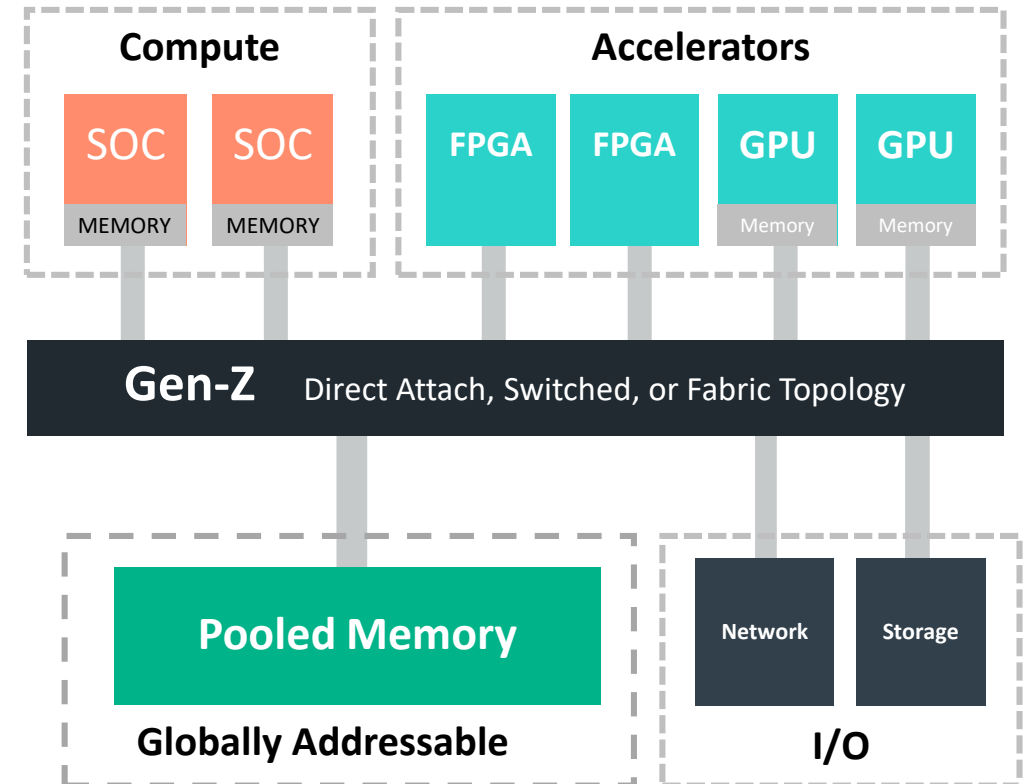 Compute
Accelerators
SOC
SOC
FPGA
FPGA
GPU
GPU
MEMORY
MEMORY
Memory
Memory
Gen-Z Direct Attach, Switched, or Fabric Topology
Pooled Memory
Network
Storage
Globally Addressable
I/O